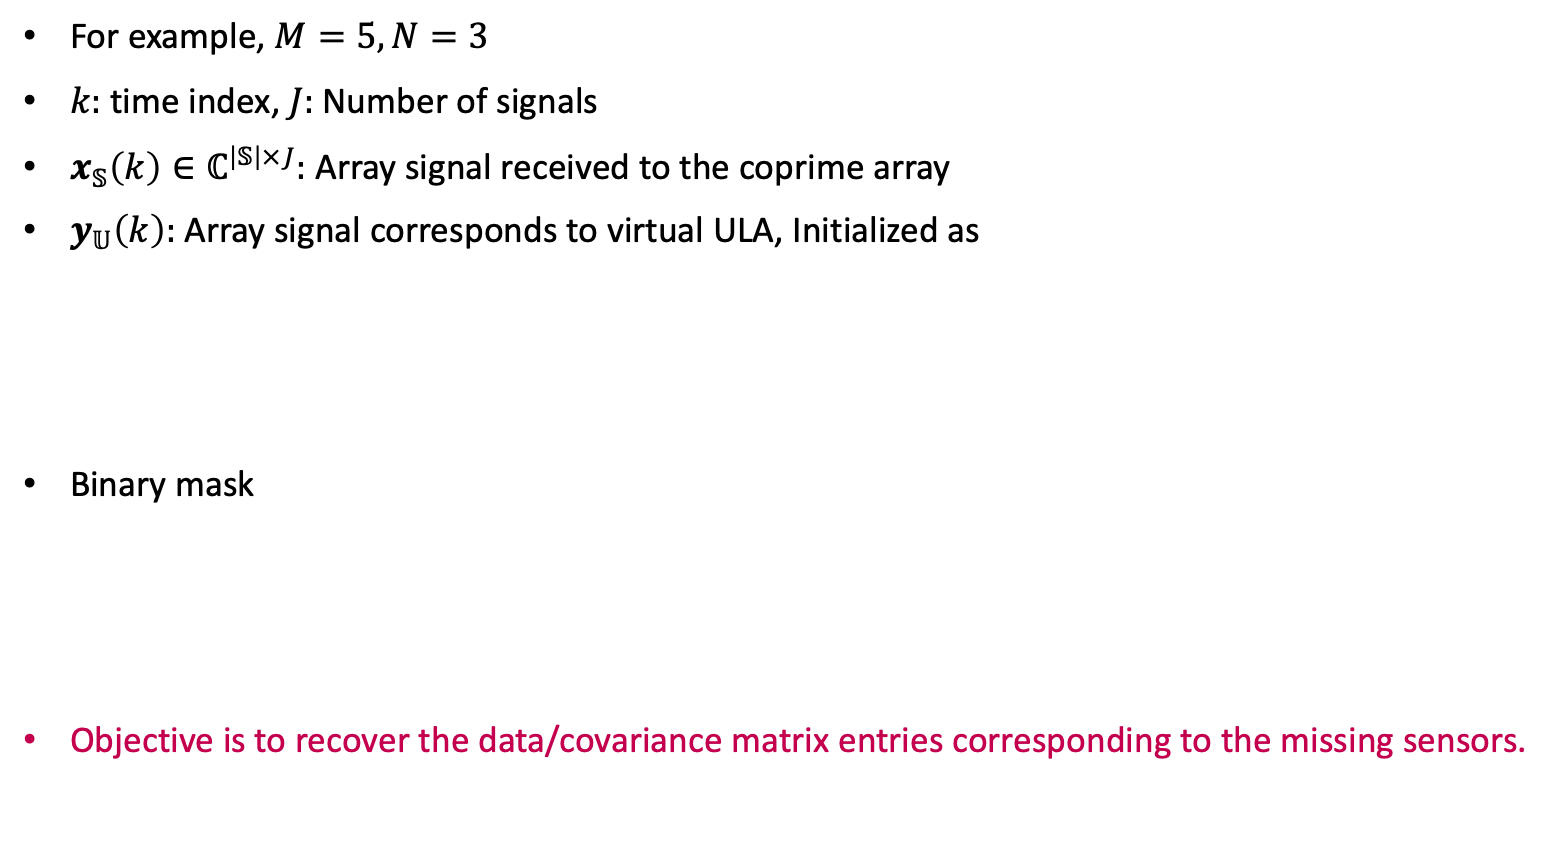 • For example, 𝑀 = 5, 𝑁 = 3
• 𝑘: time index, 𝐽: Number of signals
• 𝒙_𝕊(𝑘) ∈ ℂ^{|𝕊|×𝐽}: Array signal received to the coprime array
• 𝒚_𝕌(𝑘): Array signal corresponds to virtual ULA, Initialized as
• Binary mask
• Objective is to recover the data/covariance matrix entries corresponding to the missing sensors.